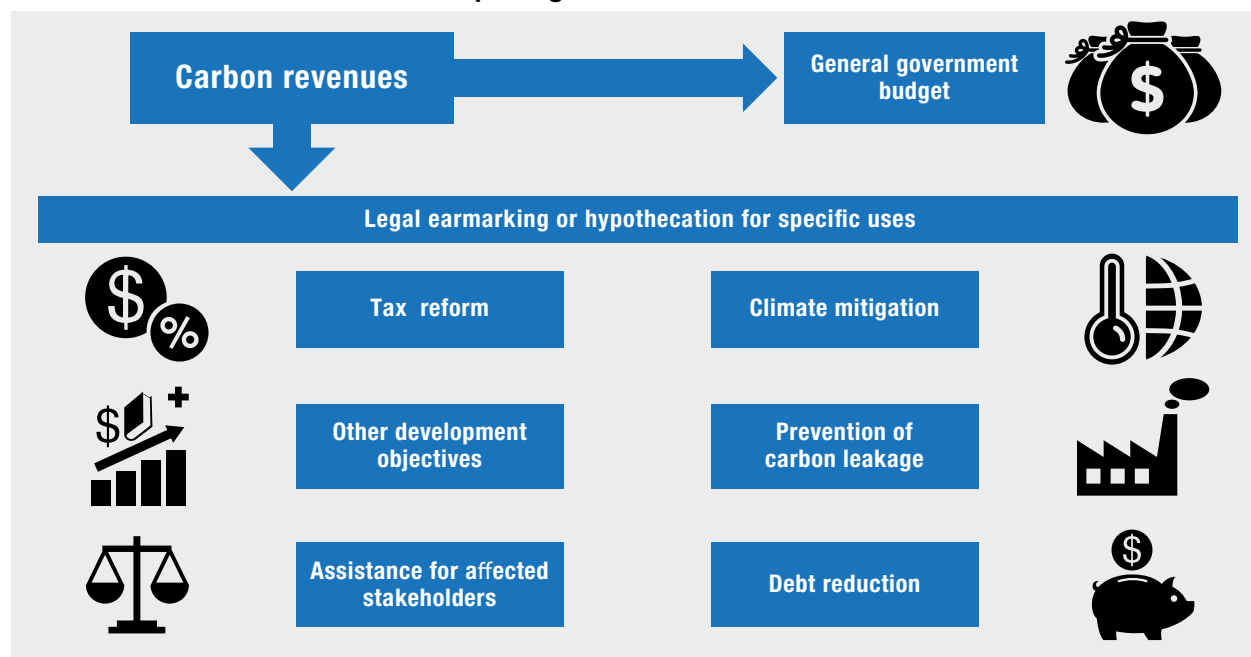 Carbon revenues
General government
budget
$
Legal earmarking or hypothecation for specific uses
$
%
Tax reform
Climate mitigation
$
+
Other development
objectives
Prevention of
carbon leakage
Assistance for affected
stakeholders
Debt reduction
$